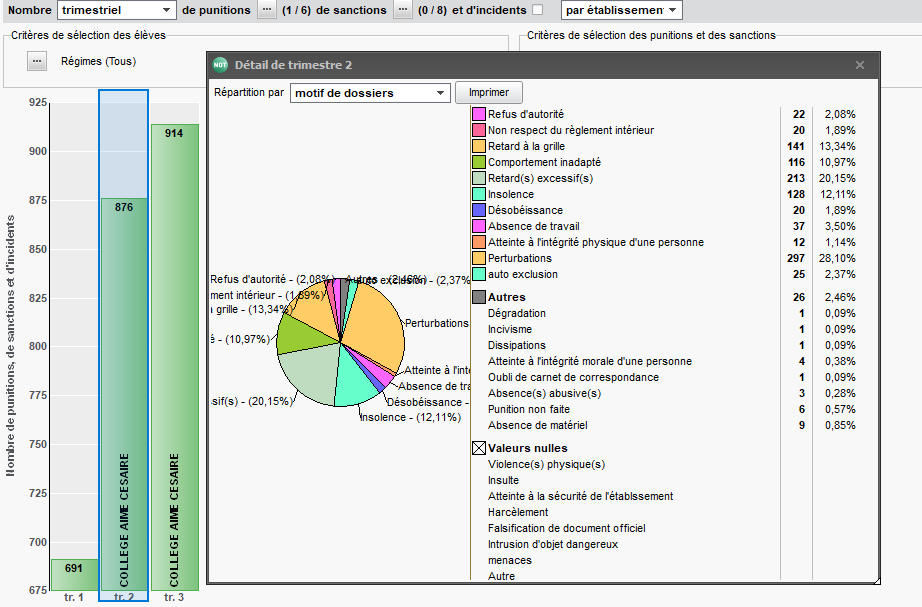 Nombre trimestriel de punitions ... (1 / 6) de sanctions ... (0 / 8) et d'incidents par établissement
Critères de sélection des élèves
Critères de sélection des punitions et des sanctions
... Régimes (Tous)
NOT Détail de trimestre 2
Répartition par motif de dossiers Imprimer
925
900
875
850
825
800
775
750
725
700
675
Nombre de punitions, de sanctions et d'incidents
691
876
914
COLLEGE AIME CESAIRE
COLLEGE AIME CESAIRE
tr. 1 tr. 2 tr. 3
Refus d'autorité - (2,08%)
Autres - (2,46%)
auto exclusion - (2,37%
ment intérieur - (1,89%)
grille - (13,34%)
Perturbations
é - (10,97%)
Atteinte à l'inté
Absence de tra
sif(s) - (20,15%)
Désobéissance -
Insolence - (12,11%)
Refus d'autorité 22 2,08%
Non respect du règlement intérieur 20 1,89%
Retard à la grille 141 13,34%
Comportement inadapté 116 10,97%
Retard(s) excessif(s) 213 20,15%
Insolence 128 12,11%
Désobéissance 20 1,89%
Absence de travail 37 3,50%
Atteinte à l'intégrité physique d'une personne 12 1,14%
Perturbations 297 28,10%
auto exclusion 25 2,37%
Autres 26 2,46%
Dégradation 1 0,09%
Incivisme 1 0,09%
Dissipations 1 0,09%
Atteinte à l'intégrité morale d'une personne 4 0,38%
Oubli de carnet de correspondance 1 0,09%
Absence(s) abusive(s) 3 0,28%
Punition non faite 6 0,57%
Absence de matériel 9 0,85%
Valeurs nulles
Violence(s) physique(s)
Insulte
Atteinte à la sécurité de l'établssement
Harcèlement
Falsification de document officiel
Intrusion d'objet dangereux
menaces
Autre